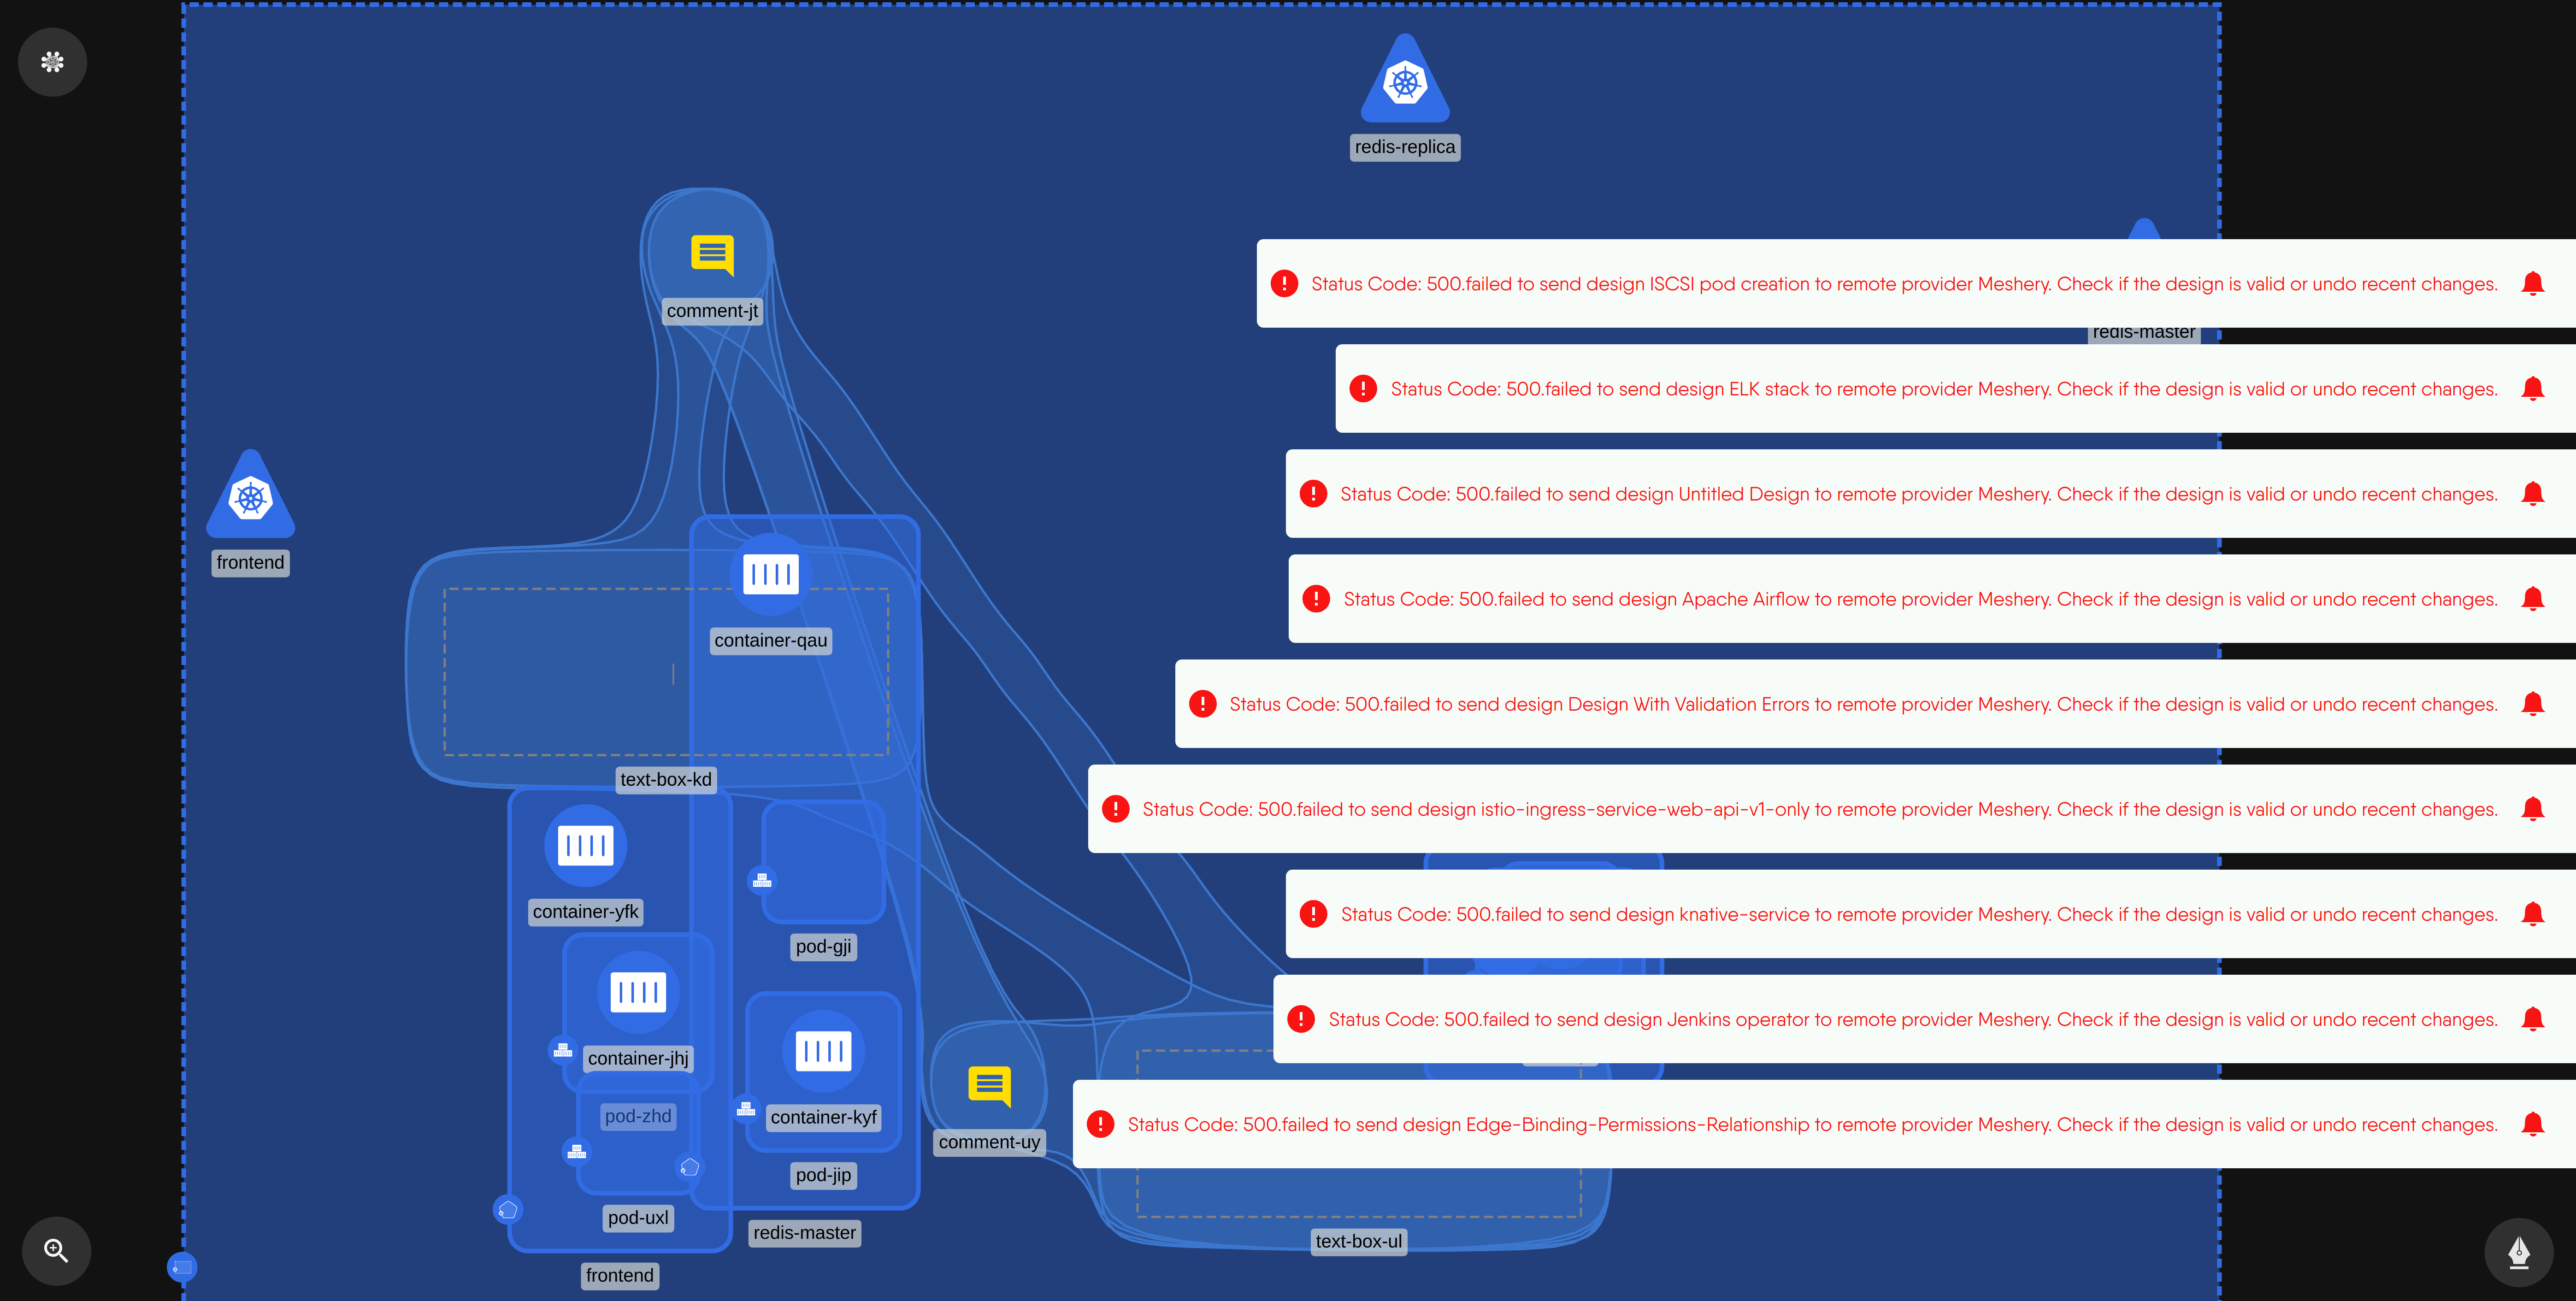 redis-replica
comment-jt
Status Code: 500.failed to send design ISCSI pod creation to remote provider Meshery. Check if the design is valid or undo recent changes.
redis-master
Status Code: 500.failed to send design ELK stack to remote provider Meshery. Check if the design is valid or undo recent changes.
Status Code: 500.failed to send design Untitled Design to remote provider Meshery. Check if the design is valid or undo recent changes.
frontend
Status Code: 500.failed to send design Apache Airflow to remote provider Meshery. Check if the design is valid or undo recent changes.
container-qau
Status Code: 500.failed to send design Design With Validation Errors to remote provider Meshery. Check if the design is valid or undo recent changes.
text-box-kd
Status Code: 500.failed to send design istio-ingress-service-web-api-v1-only to remote provider Meshery. Check if the design is valid or undo recent changes.
container-yfk
Status Code: 500.failed to send design knative-service to remote provider Meshery. Check if the design is valid or undo recent changes.
pod-gji
Status Code: 500.failed to send design Jenkins operator to remote provider Meshery. Check if the design is valid or undo recent changes.
container-jhj
pod-zhd
container-kyf
Status Code: 500.failed to send design Edge-Binding-Permissions-Relationship to remote provider Meshery. Check if the design is valid or undo recent changes.
comment-uy
pod-jip
pod-uxl
redis-master
text-box-ul
frontend